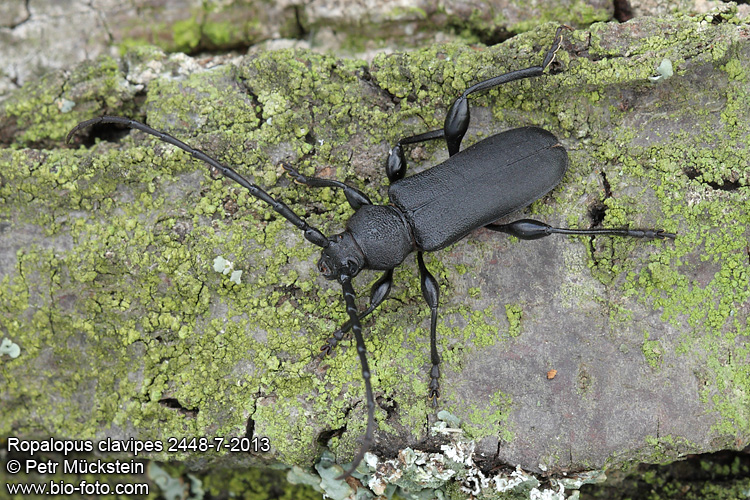 Ropalopus clavipes 2448-7-2013
© Petr Mückstein
www.bio-foto.com